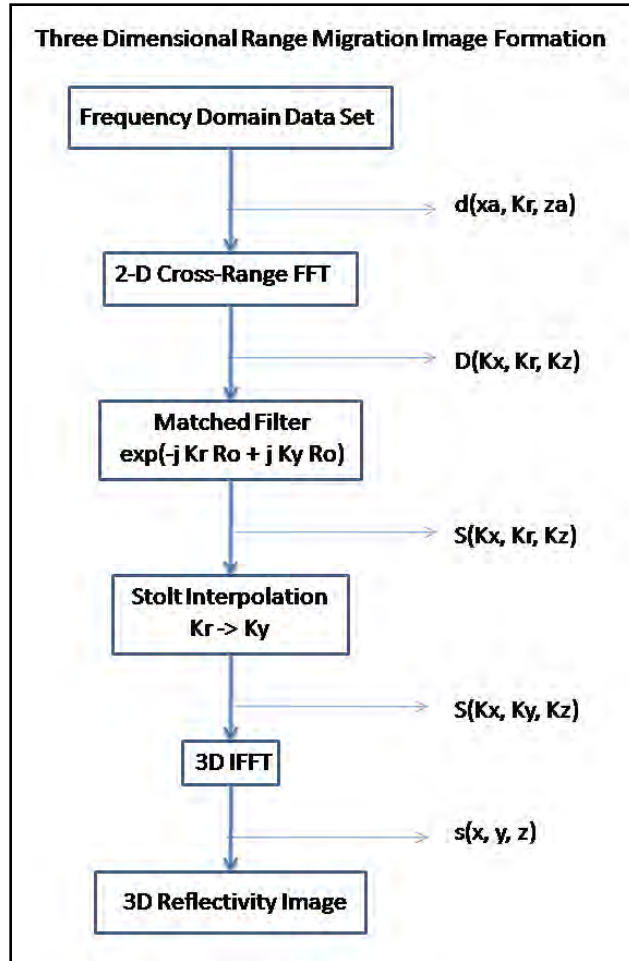 Three Dimensional Range Migration Image Formation
Frequency Domain Data Set
d(xa, Kr, za)
2-D Cross-Range FFT
D(Kx, Kr, Kz)
Matched Filter
exp(-j Kr Ro + j Ky Ro)
S(Kx, Kr, Kz)
Stolt Interpolation
Kr -> Ky
S(Kx, Ky, Kz)
3D IFFT
s(x, y, z)
3D Reflectivity Image